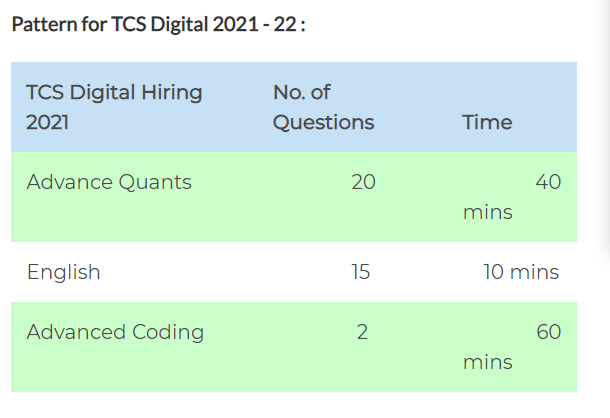 Pattern for TCS Digital 2021 - 22 :
TCS Digital Hiring 2021 No. of Questions Time
Advance Quants 20 40 mins
English 15 10 mins
Advanced Coding 2 60 mins